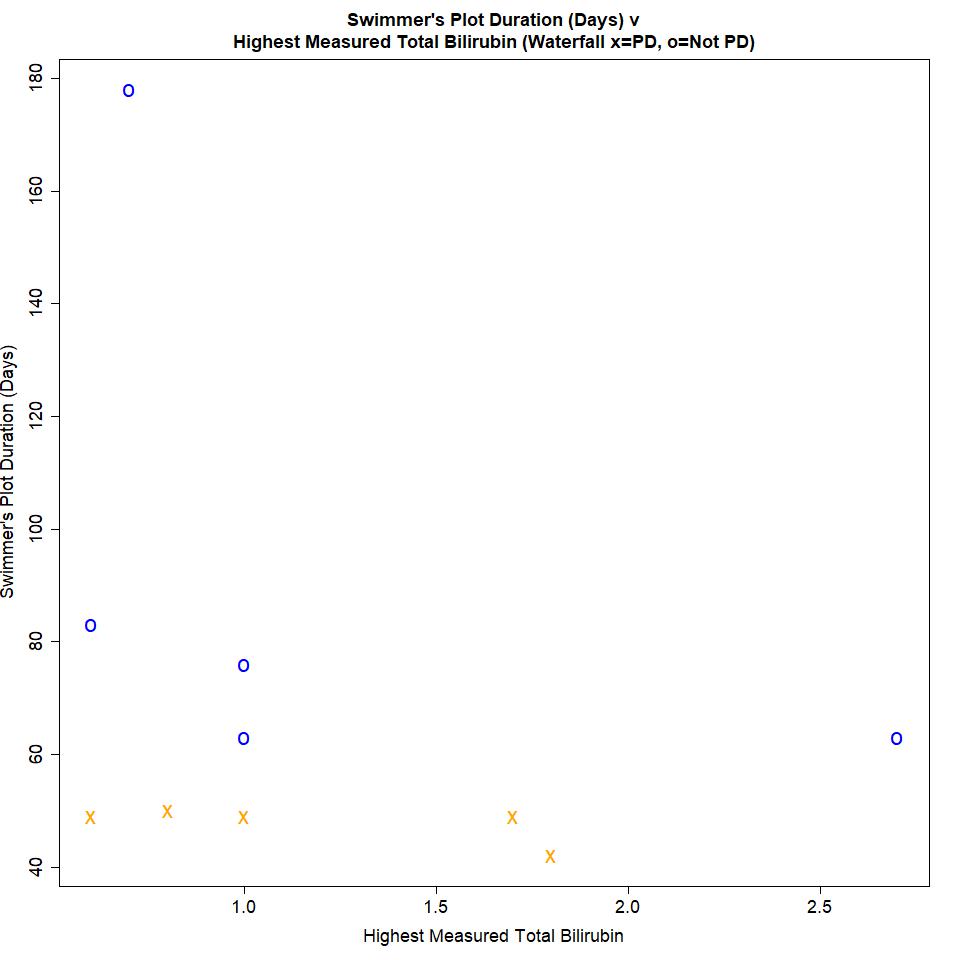 Swimmer's Plot Duration (Days) v
Highest Measured Total Bilirubin (Waterfall x=PD, o=Not PD)
Swimmer's Plot Duration (Days)
180
160
140
120
100
80
60
40
o
o
o
o
o
x
x
x
x
x
1.0 1.5 2.0 2.5
Highest Measured Total Bilirubin